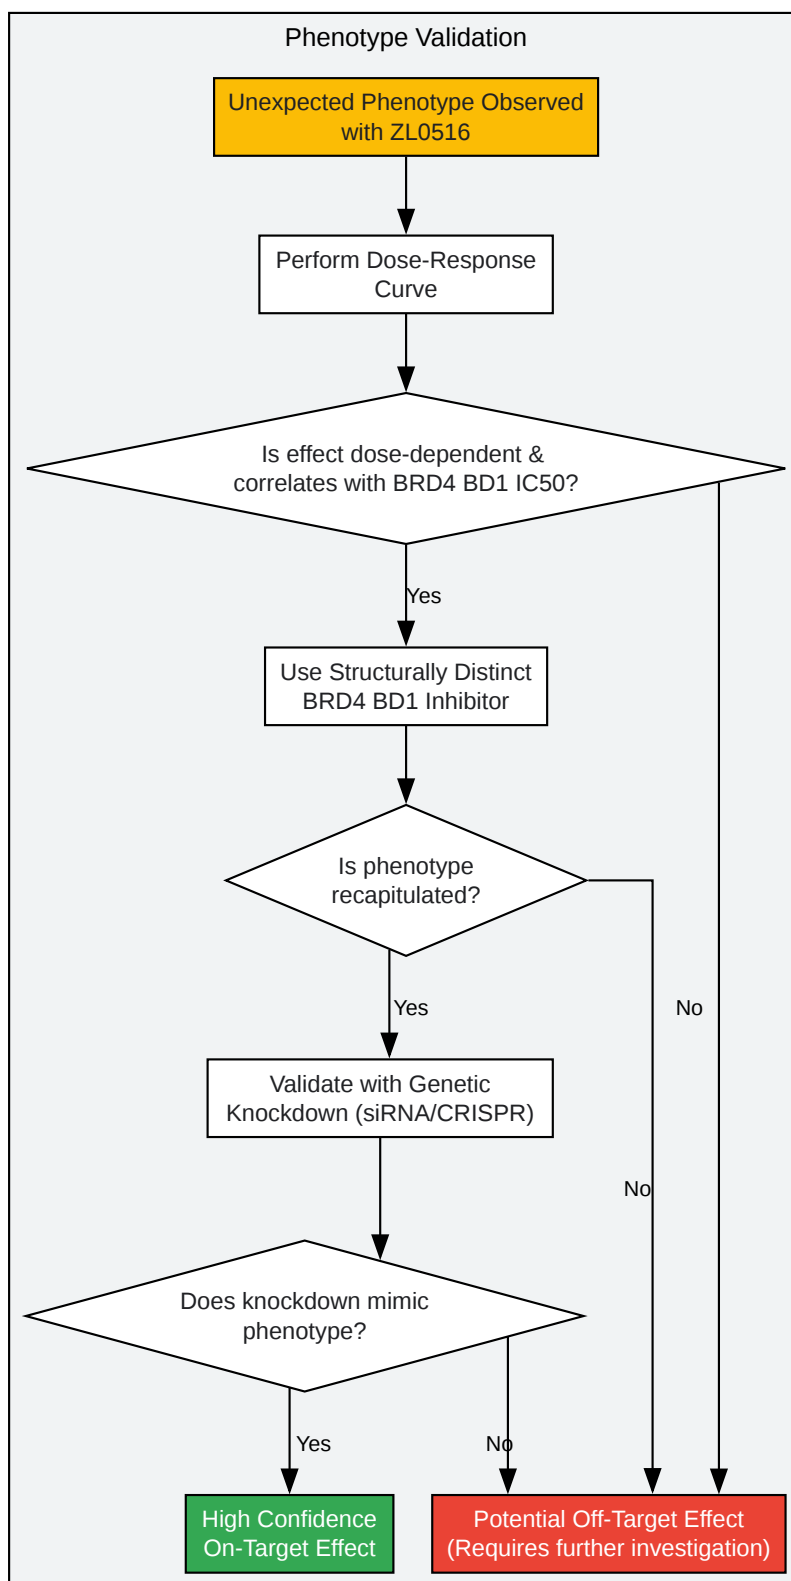 Phenotype Validation
Unexpected Phenotype Observed
with ZL0516
Perform Dose-Response
Curve
Is effect dose-dependent &
correlates with BRD4 BD1 IC50?
Yes
Use Structurally Distinct
BRD4 BD1 Inhibitor
Is phenotype
recapitulated?
Yes
No
Validate with Genetic
Knockdown (siRNA/CRISPR)
No
Does knockdown mimic
phenotype?
Yes
No
High Confidence
On-Target Effect
Potential Off-Target Effect
(Requires further investigation)